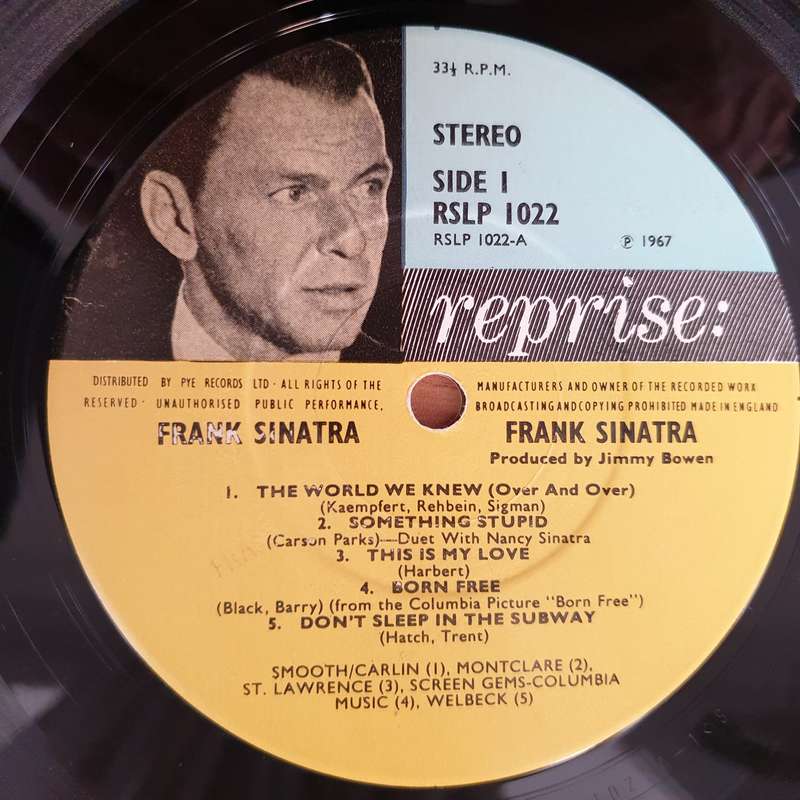 33⅓ R.P.M.
STEREO
SIDE 1
RSLP 1022
RSLP 1022-A ℗ 1967
reprise:
DISTRIBUTED BY PYE RECORDS LTD · ALL RIGHTS OF THE MANUFACTURERS AND OWNER OF THE RECORDED WORK
RESERVED · UNAUTHORISED PUBLIC PERFORMANCE, BROADCASTING AND COPYING PROHIBITED MADE IN ENGLAND
FRANK SINATRA FRANK SINATRA
Produced by Jimmy Bowen
1. THE WORLD WE KNEW (Over And Over)
(Kaempfert, Rehbein, Sigman)
2. SOMETHING STUPID
(Carson Parks)—Duet With Nancy Sinatra
3. THIS IS MY LOVE
(Harbert)
4. BORN FREE
(Black, Barry) (from the Columbia Picture "Born Free")
5. DON'T SLEEP IN THE SUBWAY
(Hatch, Trent)
SMOOTH/CARLIN (1), MONTCLARE (2),
ST. LAWRENCE (3), SCREEN GEMS-COLUMBIA
MUSIC (4), WELBECK (5)